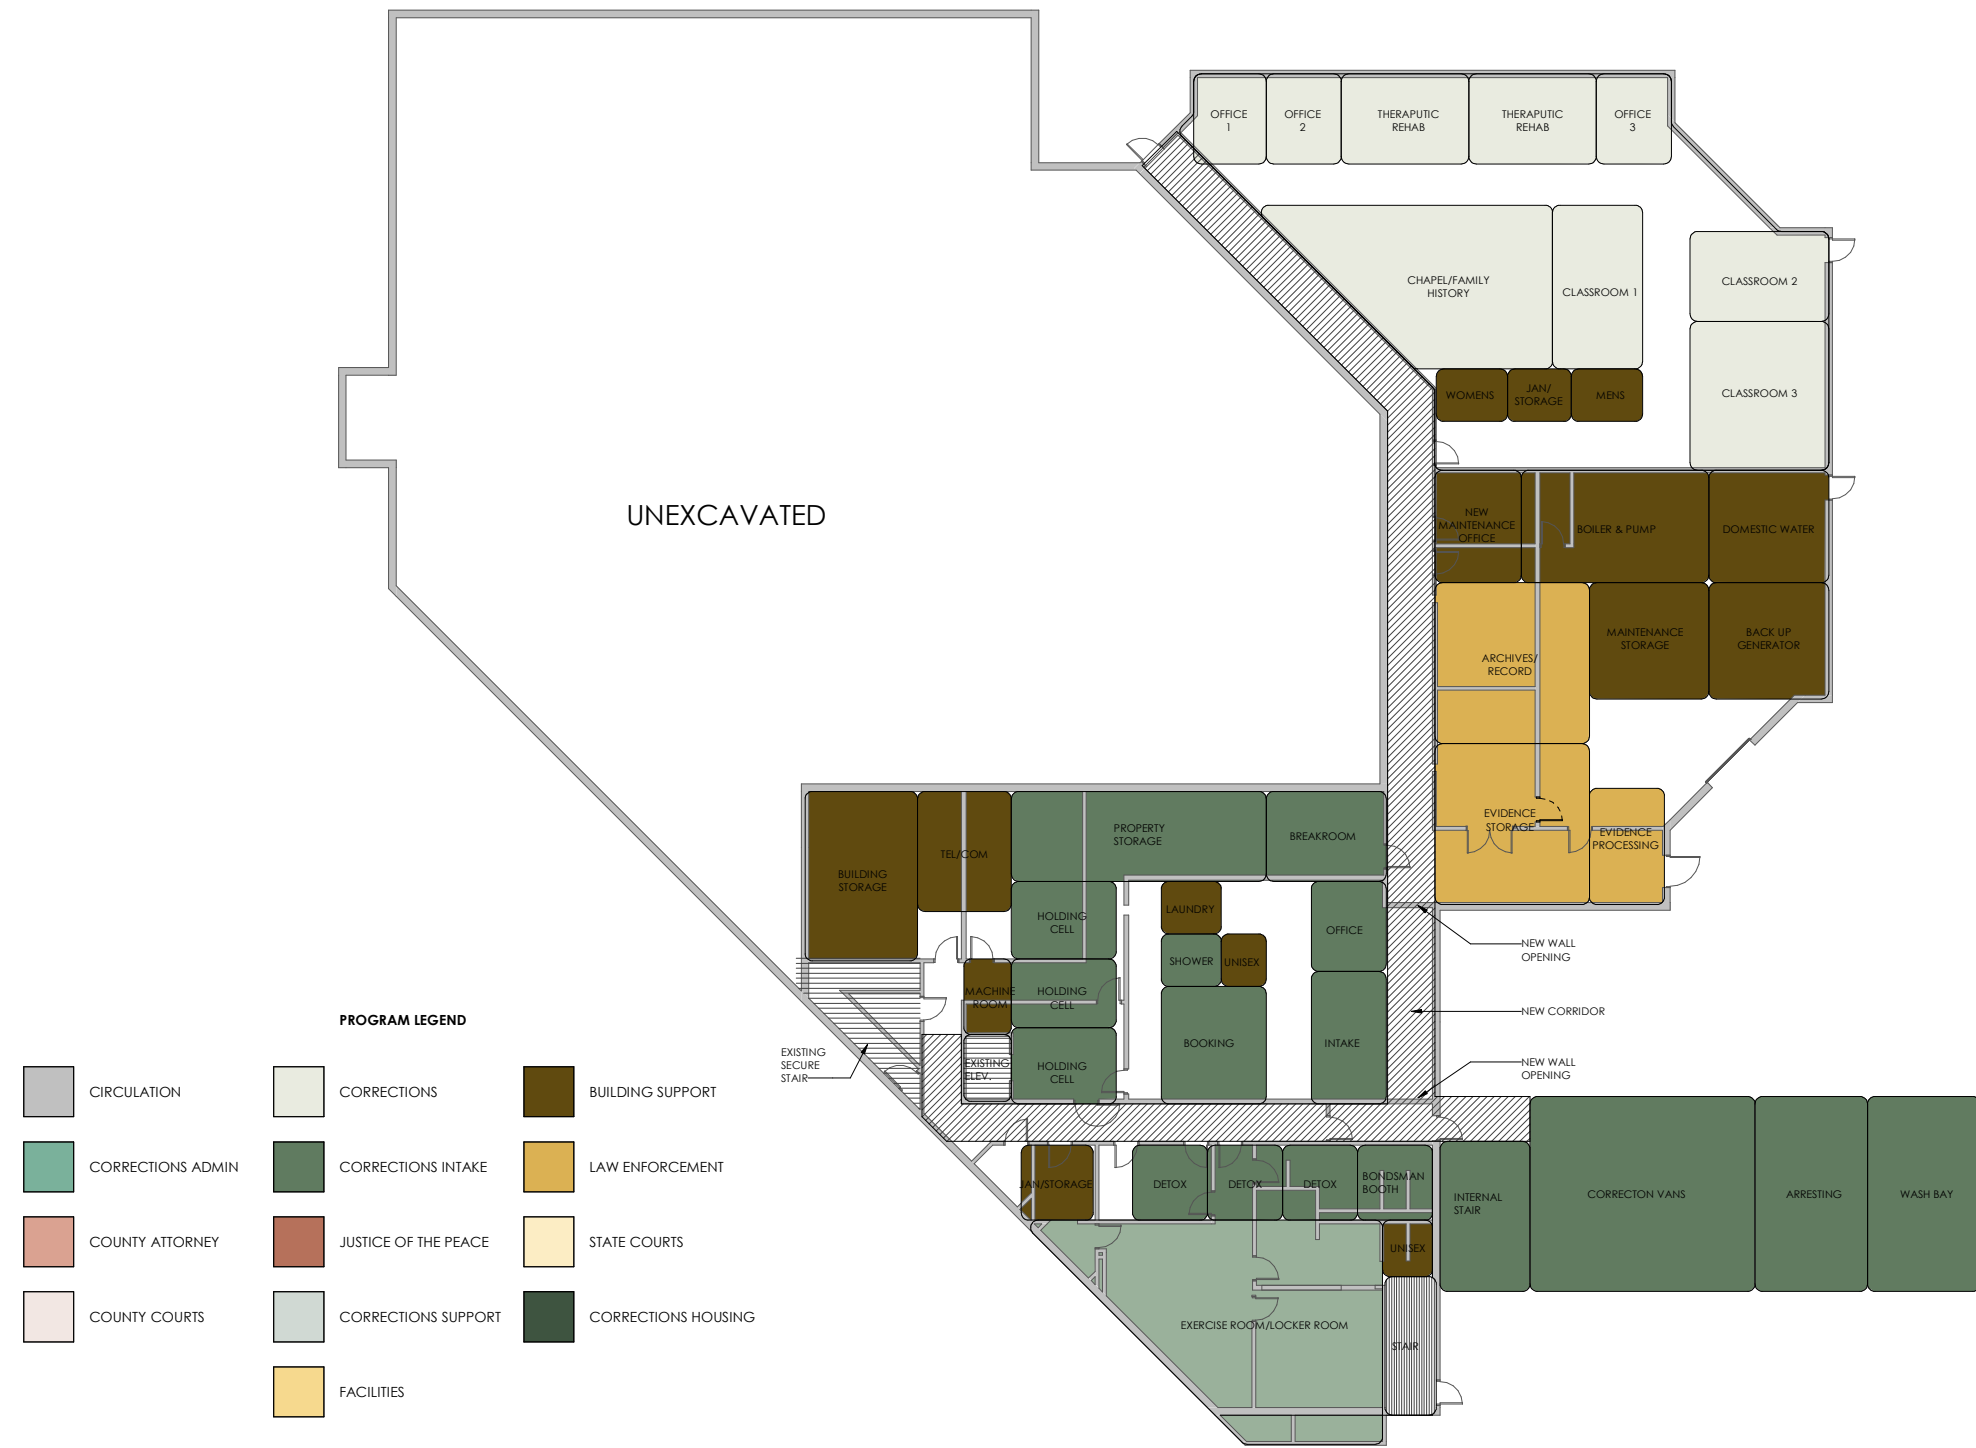 OFFICE
1
OFFICE
2
THERAPUTIC
REHAB
THERAPUTIC
REHAB
OFFICE
3
CHAPEL/FAMILY
HISTORY
CLASSROOM 1
CLASSROOM 2
CLASSROOM 3
WOMENS
JAN/
STORAGE
MENS
UNEXCAVATED
NEW
MAINTENANCE
OFFICE
BOILER & PUMP
DOMESTIC WATER
MAINTENANCE
STORAGE
BACK UP
GENERATOR
ARCHIVES/
RECORD
EVIDENCE
STORAGE
EVIDENCE
PROCESSING
PROPERTY
STORAGE
BREAKROOM
TEL/COM
BUILDING
STORAGE
HOLDING
CELL
LAUNDRY
OFFICE
SHOWER
UNISEX
NEW WALL
OPENING
MACHINE
ROOM
HOLDING
CELL
NEW CORRIDOR
BOOKING
INTAKE
EXISTING
SECURE
STAIR
EXISTING
ELEV.
HOLDING
CELL
NEW WALL
OPENING
JAN/STORAGE
DETOX
DETOX
DETOX
BONDSMAN
BOOTH
INTERNAL
STAIR
CORRECTON VANS
ARRESTING
WASH BAY
UNISEX
EXERCISE ROOM/LOCKER ROOM
STAIR
PROGRAM LEGEND
CIRCULATION
CORRECTIONS
BUILDING SUPPORT
CORRECTIONS ADMIN
CORRECTIONS INTAKE
LAW ENFORCEMENT
COUNTY ATTORNEY
JUSTICE OF THE PEACE
STATE COURTS
COUNTY COURTS
CORRECTIONS SUPPORT
CORRECTIONS HOUSING
FACILITIES